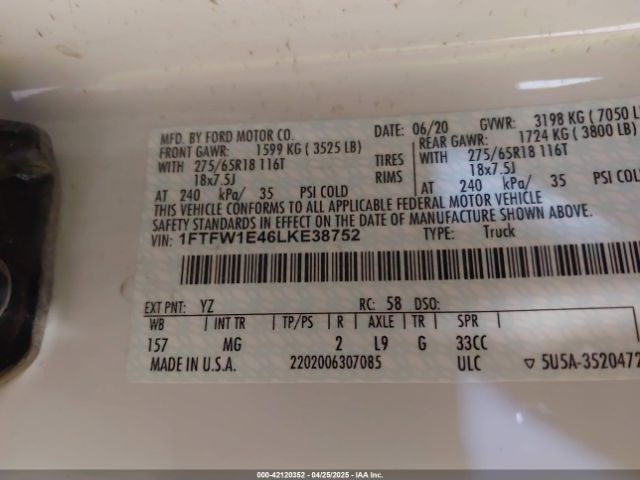 MFD. BY FORD MOTOR CO. DATE: 06/20 GVWR: 3198 KG ( 7050 L
FRONT GAWR: 1599 KG ( 3525 LB) REAR GAWR: 1724 KG ( 3800 LB)
WITH 275/65R18 116T TIRES WITH 275/65R18 116T
18x7.5J RIMS 18x7.5J
AT 240 kPa/ 35 PSI COLD AT 240 kPa/ 35 PSI COL
THIS VEHICLE CONFORMS TO ALL APPLICABLE FEDERAL MOTOR VEHICLE
SAFETY STANDARDS IN EFFECT ON THE DATE OF MANUFACTURE SHOWN ABOVE.
VIN: 1FTFW1E46LKE38752 TYPE: Truck
EXT PNT: YZ RC: 58 DSO:
WB INT TR TP/PS R AXLE TR SPR
157 MG 2 L9 G 33CC
MADE IN U.S.A. 2202006307085 ULC ▽ 5U5A-3520472
000-42120352 / 04/25/2025 - Copyright IAA, LLC